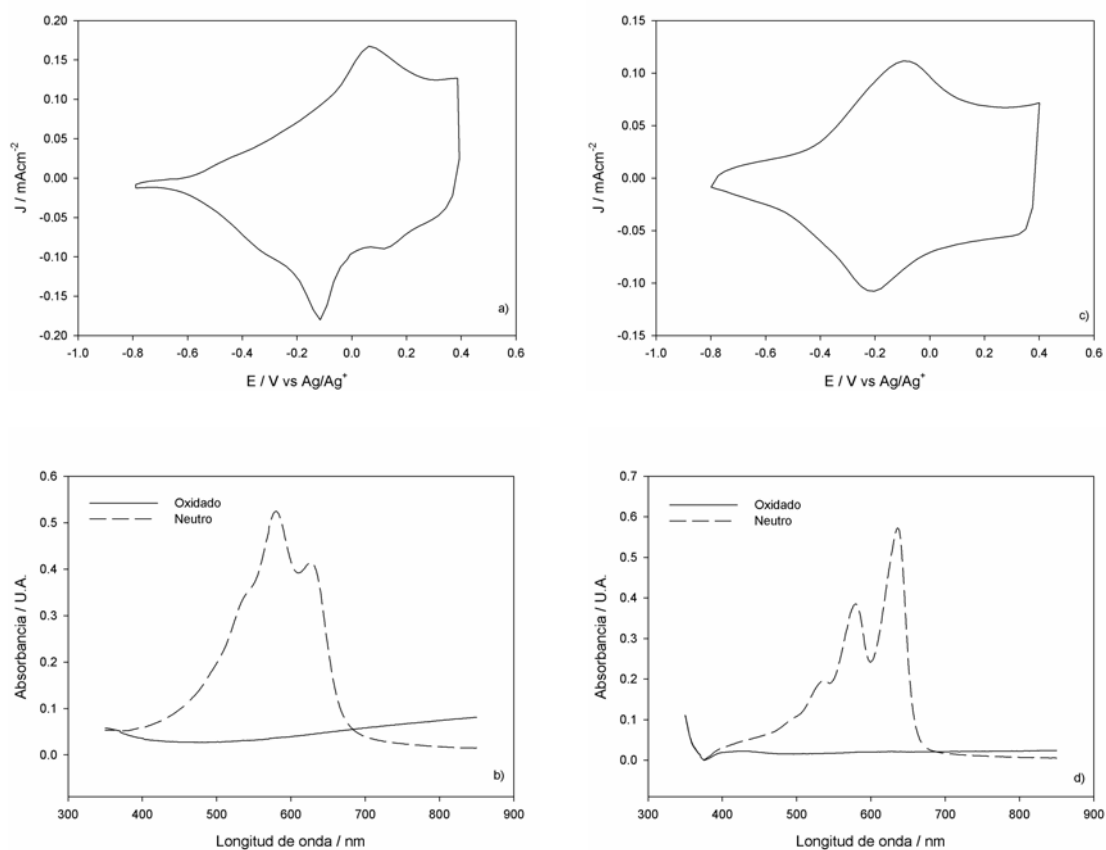 0.20
0.15
0.10
0.05
0.00
-0.05
-0.10
-0.15
-0.20
J / mAcm⁻²
a)
-1.0 -0.8 -0.6 -0.4 -0.2 0.0 0.2 0.4 0.6
E / V vs Ag/Ag⁺
0.15
0.10
0.05
0.00
-0.05
-0.10
-0.15
J / mAcm⁻²
c)
-1.0 -0.8 -0.6 -0.4 -0.2 0.0 0.2 0.4 0.6
E / V vs Ag/Ag⁺
0.6
0.5
0.4
0.3
0.2
0.1
0.0
Absorbancia / U.A.
Oxidado
Neutro
b)
300 400 500 600 700 800 900
Longitud de onda / nm
0.7
0.6
0.5
0.4
0.3
0.2
0.1
0.0
Absorbancia / U.A.
Oxidado
Neutro
d)
300 400 500 600 700 800 900
Longitud de onda / nm